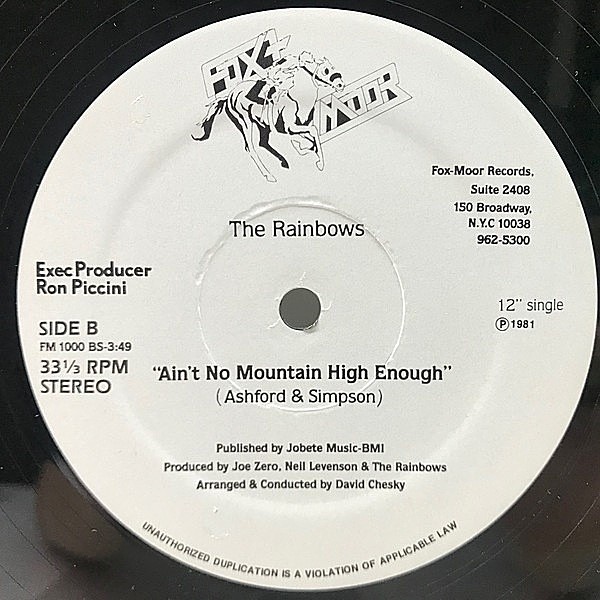 FOX
MOOR
Fox-Moor Records,
Suite 2408
150 Broadway,
N.Y.C 10038
962-5300
The Rainbows
Exec Producer
Ron Piccini
12" single
Ⓟ1981
SIDE B
FM 1000 BS-3:49
33⅓ RPM
STEREO
"Ain't No Mountain High Enough"
(Ashford & Simpson)
Published by Jobete Music-BMI
Produced by Joe Zero, Neil Levenson & The Rainbows
Arranged & Conducted by David Chesky
UNAUTHORIZED DUPLICATION IS A VIOLATION OF APPLICABLE LAW